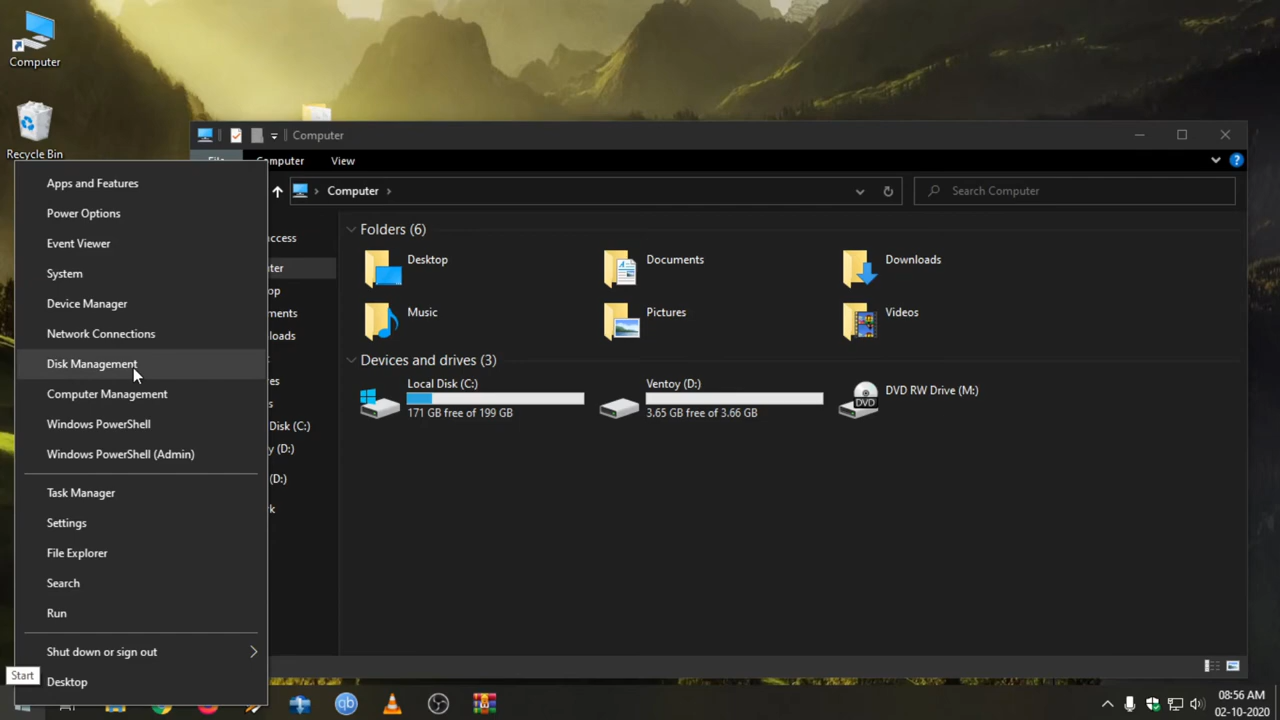 Computer
Recycle Bin
Computer
File
Computer
View
Computer
Search Computer
Apps and Features
Power Options
Event Viewer
System
Device Manager
Network Connections
Disk Management
Computer Management
Windows PowerShell
Windows PowerShell (Admin)
Task Manager
Settings
File Explorer
Search
Run
Shut down or sign out
Desktop
Start
ccess
ter
op
ments
loads
es
s
Disk (C:)
y (D:)
(D:)
k
Folders (6)
Desktop
Documents
Downloads
Music
Pictures
Videos
Devices and drives (3)
Local Disk (C:)
171 GB free of 199 GB
Ventoy (D:)
3.65 GB free of 3.66 GB
DVD
DVD RW Drive (M:)
qb
08:56 AM
02-10-2020